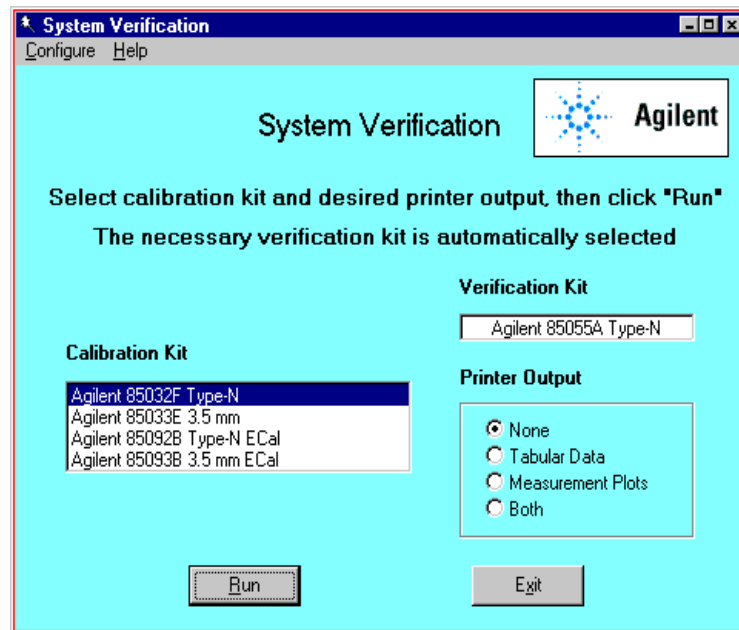 System Verification
Configure Help
System Verification
Agilent
Select calibration kit and desired printer output, then click "Run"
The necessary verification kit is automatically selected
Verification Kit
Agilent 85055A Type-N
Calibration Kit
Agilent 85032F Type-N
Agilent 85033E 3.5 mm
Agilent 85092B Type-N ECal
Agilent 85093B 3.5 mm ECal
Printer Output
None
Tabular Data
Measurement Plots
Both
Run
Exit